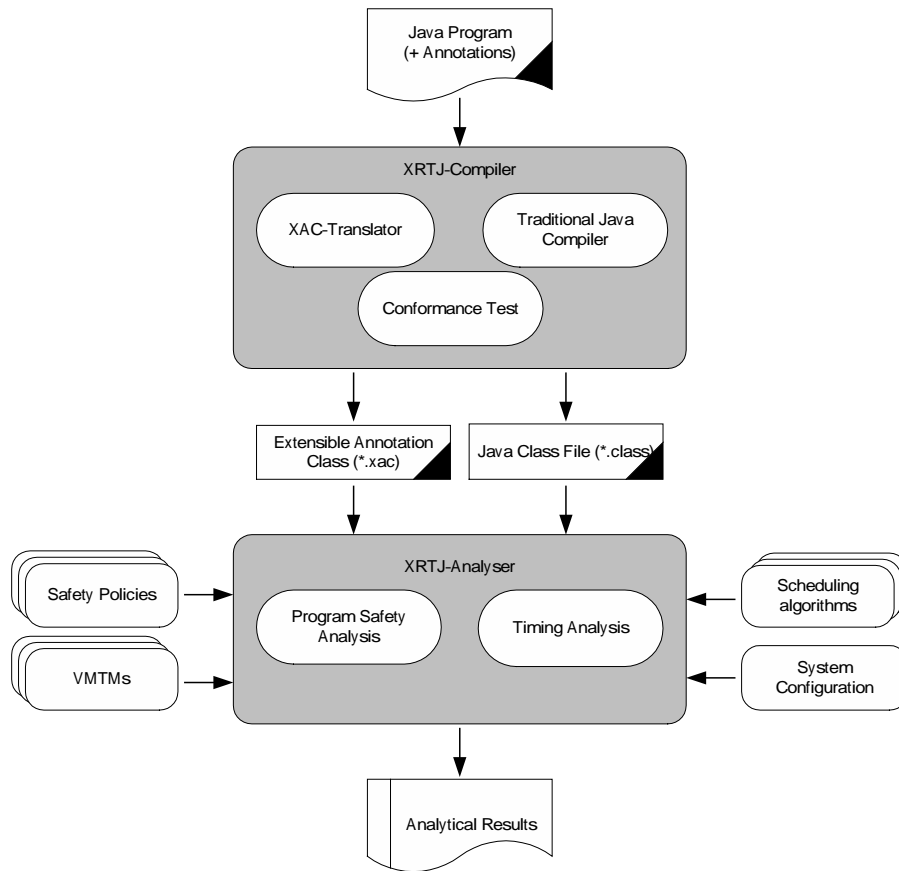 Java Program
(+ Annotations)
XRTJ-Compiler
XAC-Translator
Traditional Java
Compiler
Conformance Test
Extensible Annotation
Class (*.xac)
Java Class File (*.class)
XRTJ-Analyser
Safety Policies
Program Safety
Analysis
Timing Analysis
Scheduling
algorithms
VMTMs
System
Configuration
Analytical Results